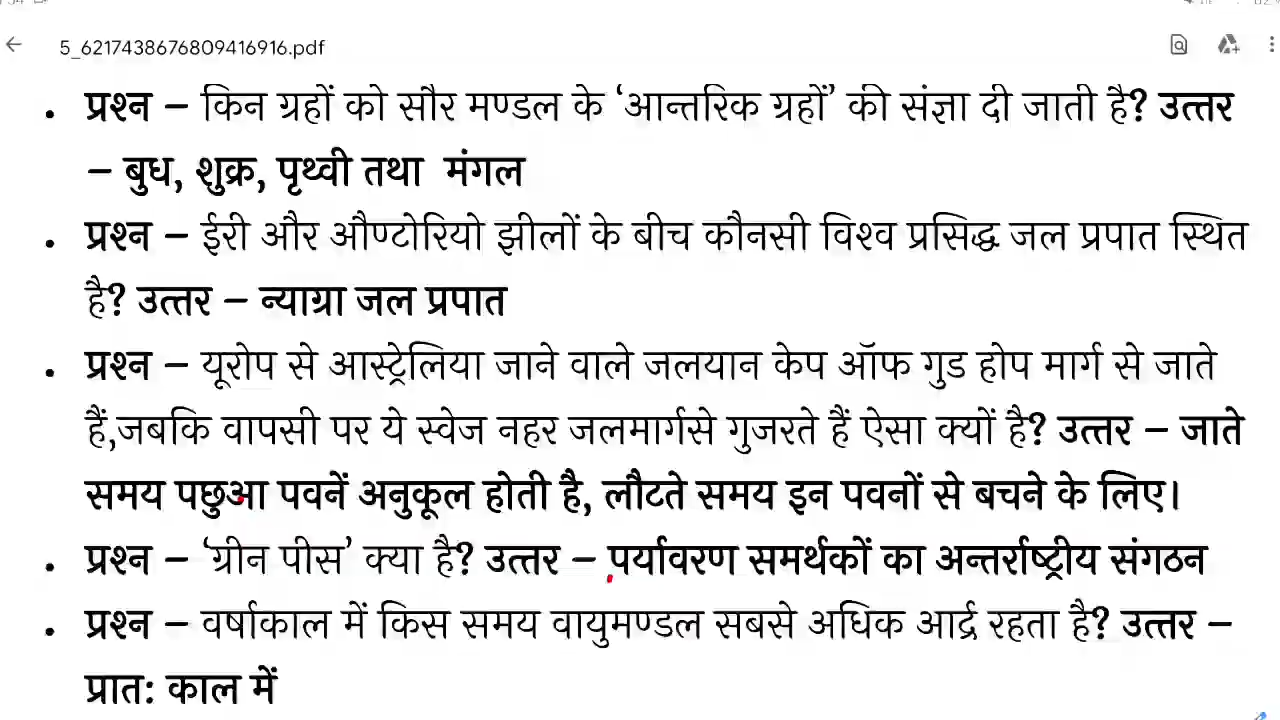 5_6217438676809416916.pdf
• प्रश्न – किन ग्रहों को सौर मण्डल के ‘आन्तरिक ग्रहों’ की संज्ञा दी जाती है? उत्तर
– बुध, शुक्र, पृथ्वी तथा मंगल
• प्रश्न – ईरी और औण्टोरियो झीलों के बीच कौनसी विश्व प्रसिद्ध जल प्रपात स्थित
है? उत्तर – न्याग्रा जल प्रपात
• प्रश्न – यूरोप से आस्ट्रेलिया जाने वाले जलयान केप ऑफ गुड होप मार्ग से जाते
हैं,जबकि वापसी पर ये स्वेज नहर जलमार्गसे गुजरते हैं ऐसा क्यों है? उत्तर – जाते
समय पछुआ पवनें अनुकूल होती है, लौटते समय इन पवनों से बचने के लिए।
• प्रश्न – ‘ग्रीन पीस’ क्या है? उत्तर – पर्यावरण समर्थकों का अन्तर्राष्ट्रीय संगठन
• प्रश्न – वर्षाकाल में किस समय वायुमण्डल सबसे अधिक आर्द्र रहता है? उत्तर –
प्रात: काल में